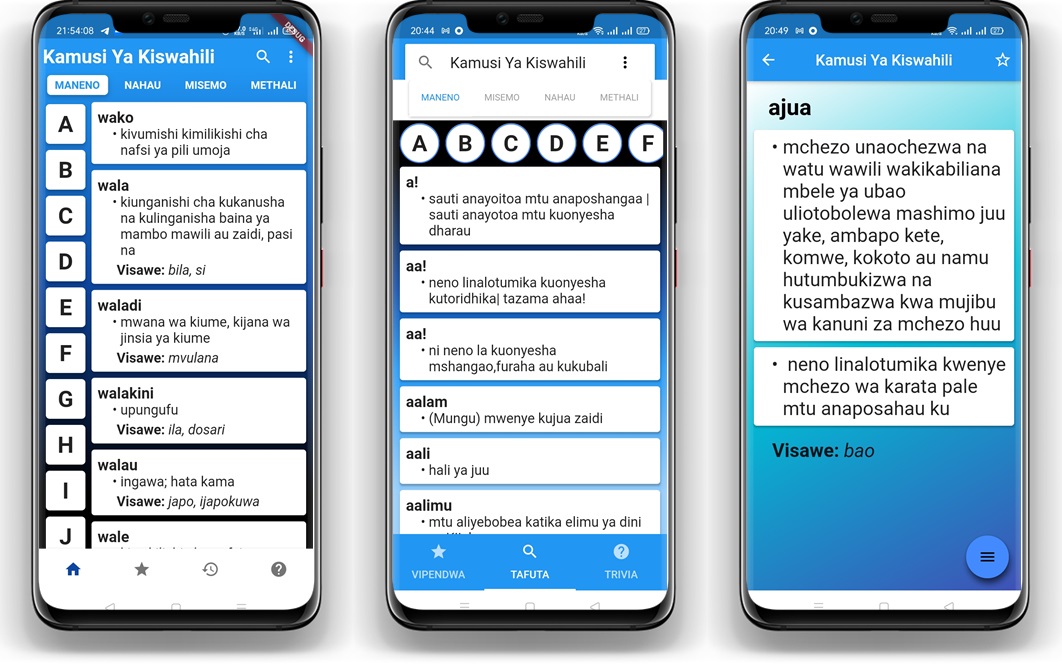 21:54:08
DEBUG
Kamusi Ya Kiswahili
MANENO NAHAU MISEMO METHALI
A
B
C
D
E
F
G
H
I
J
wako
• kivumishi kimilikishi cha
nafsi ya pili umoja
wala
• kiunganishi cha kukanusha
na kulinganisha baina ya
mambo mawili au zaidi, pasi
na
Visawe: bila, si
waladi
• mwana wa kiume, kijana wa
jinsia ya kiume
Visawe: mvulana
walakini
• upungufu
Visawe: ila, dosari
walau
• ingawa; hata kama
Visawe: japo, ijapokuwa
wale
20:44
27
Kamusi Ya Kiswahili
MANENO MISEMO NAHAU METHALI
A B C D E F
a!
• sauti anayoitoa mtu anaposhangaa |
sauti anayotoa mtu kuonyesha
dharau
aa!
• neno linalotumika kuonyesha
kutoridhika| tazama ahaa!
aa!
• ni neno la kuonyesha
mshangao,furaha au kukubali
aalam
• (Mungu) mwenye kujua zaidi
aali
• hali ya juu
aalimu
• mtu aliyebobea katika elimu ya dini
VIPENDWA TAFUTA TRIVIA
20:49
27
Kamusi Ya Kiswahili
ajua
• mchezo unaochezwa na
watu wawili wakikabiliana
mbele ya ubao
uliotobolewa mashimo juu
yake, ambapo kete,
komwe, kokoto au namu
hutumbukizwa na
kusambazwa kwa mujibu
wa kanuni za mchezo huu
• neno linalotumika kwenye
mchezo wa karata pale
mtu anaposahau ku
Visawe: bao